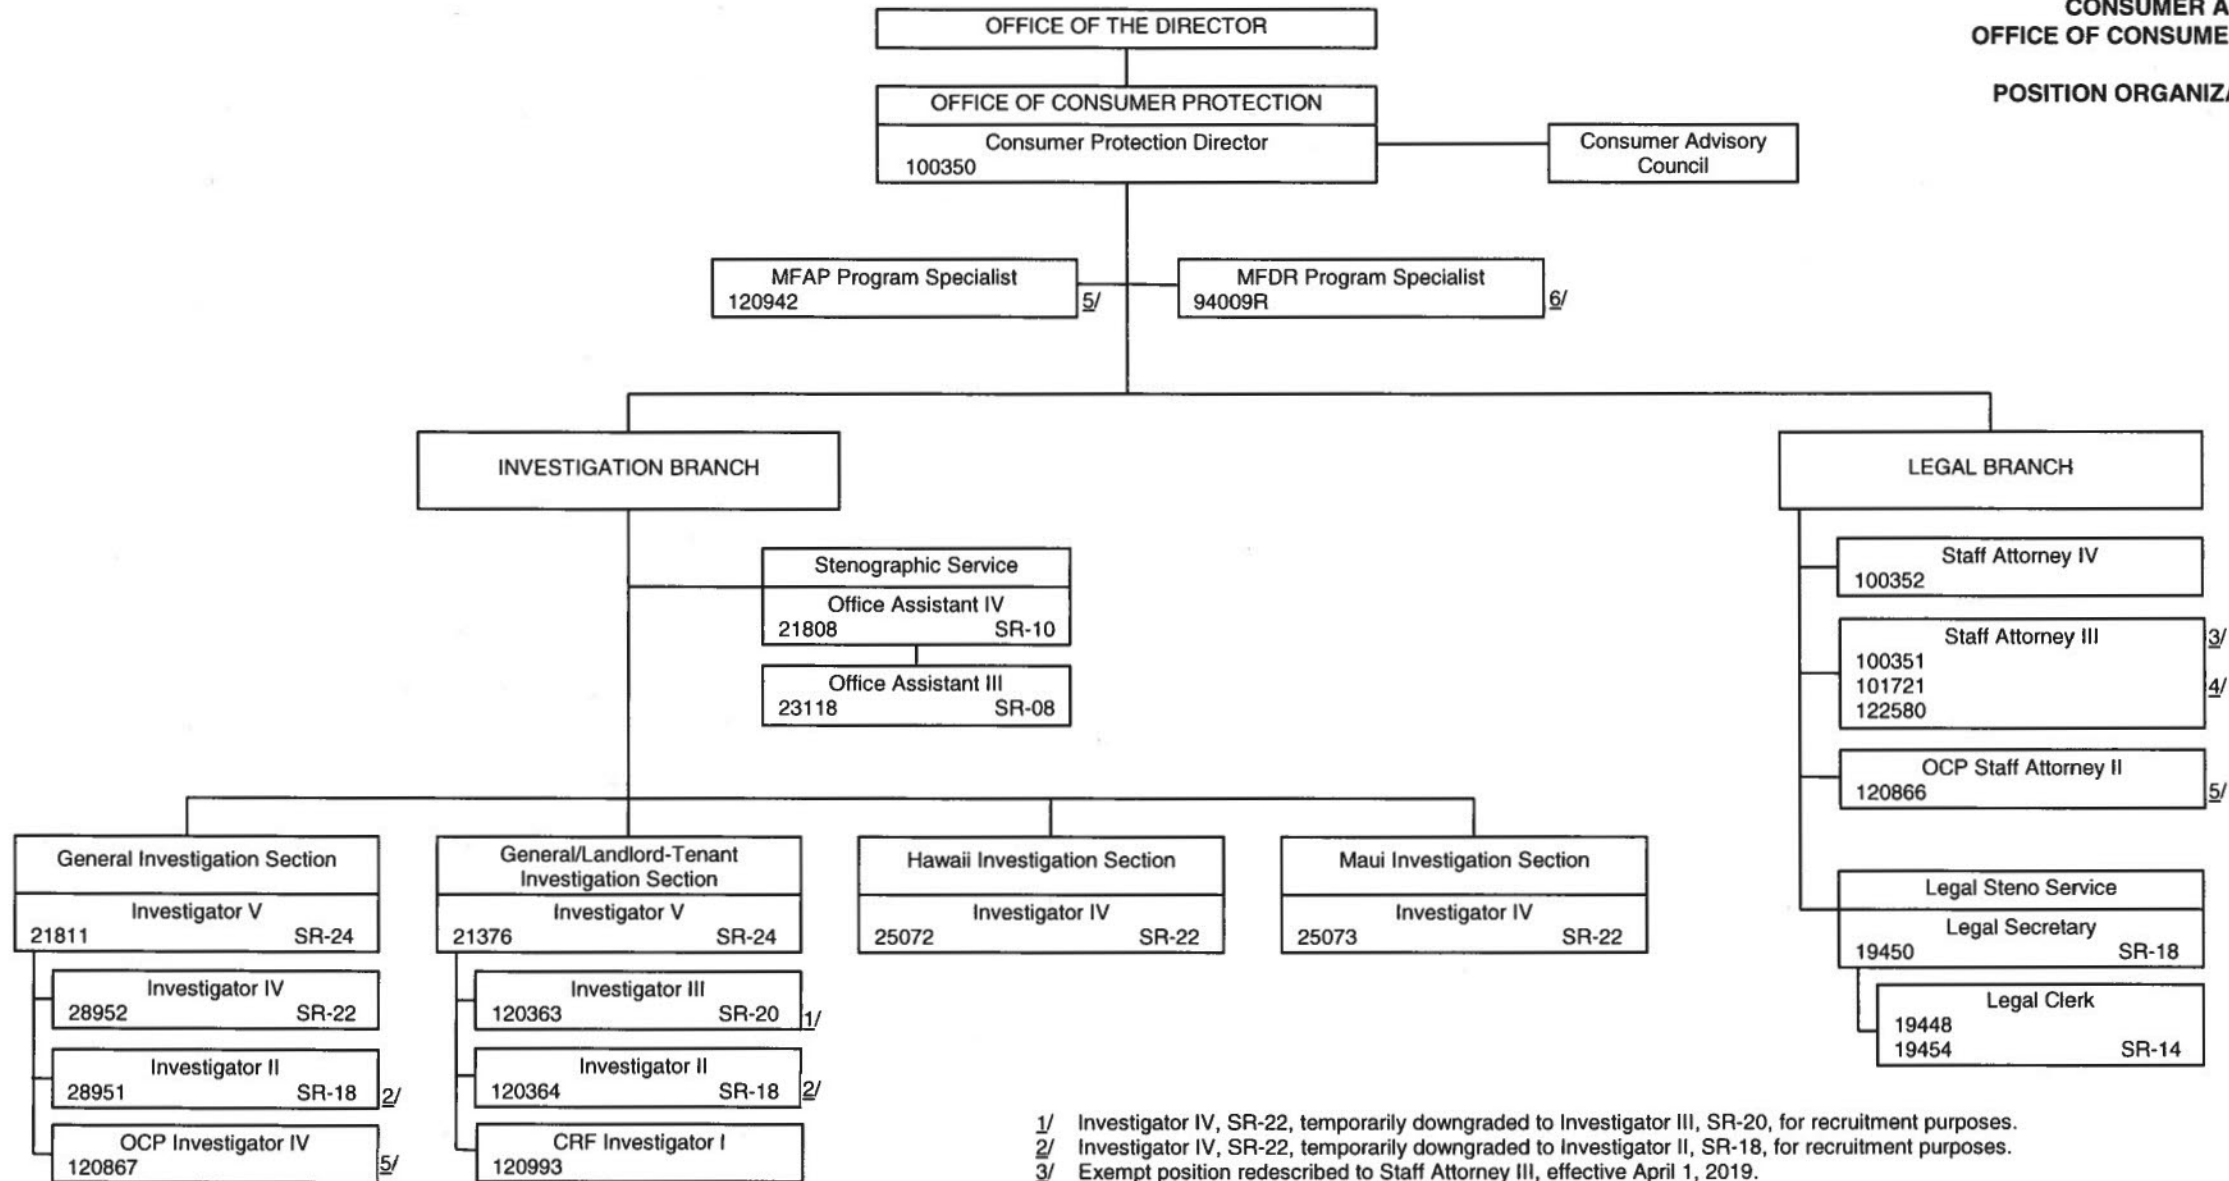 CONSUMER A
OFFICE OF CONSUME
POSITION ORGANIZA
OFFICE OF THE DIRECTOR
OFFICE OF CONSUMER PROTECTION
Consumer Protection Director
100350
Consumer Advisory
Council
MFAP Program Specialist
120942
5/
MFDR Program Specialist
94009R
6/
INVESTIGATION BRANCH
Stenographic Service
Office Assistant IV
21808 SR-10
Office Assistant III
23118 SR-08
General Investigation Section
Investigator V
21811 SR-24
Investigator IV
28952 SR-22
Investigator II
28951 SR-18 2/
OCP Investigator IV
120867 5/
General/Landlord-Tenant
Investigation Section
Investigator V
21376 SR-24
Investigator III
120363 SR-20 1/
Investigator II
120364 SR-18 2/
CRF Investigator I
120993
Hawaii Investigation Section
Investigator IV
25072 SR-22
Maui Investigation Section
Investigator IV
25073 SR-22
LEGAL BRANCH
Staff Attorney IV
100352
Staff Attorney III 3/
100351
101721 4/
122580
OCP Staff Attorney II
120866 5/
Legal Steno Service
Legal Secretary
19450 SR-18
Legal Clerk
19448
19454 SR-14
1/ Investigator IV, SR-22, temporarily downgraded to Investigator III, SR-20, for recruitment purposes.
2/ Investigator IV, SR-22, temporarily downgraded to Investigator II, SR-18, for recruitment purposes.
3/ Exempt position redescribed to Staff Attorney III, effective April 1, 2019.